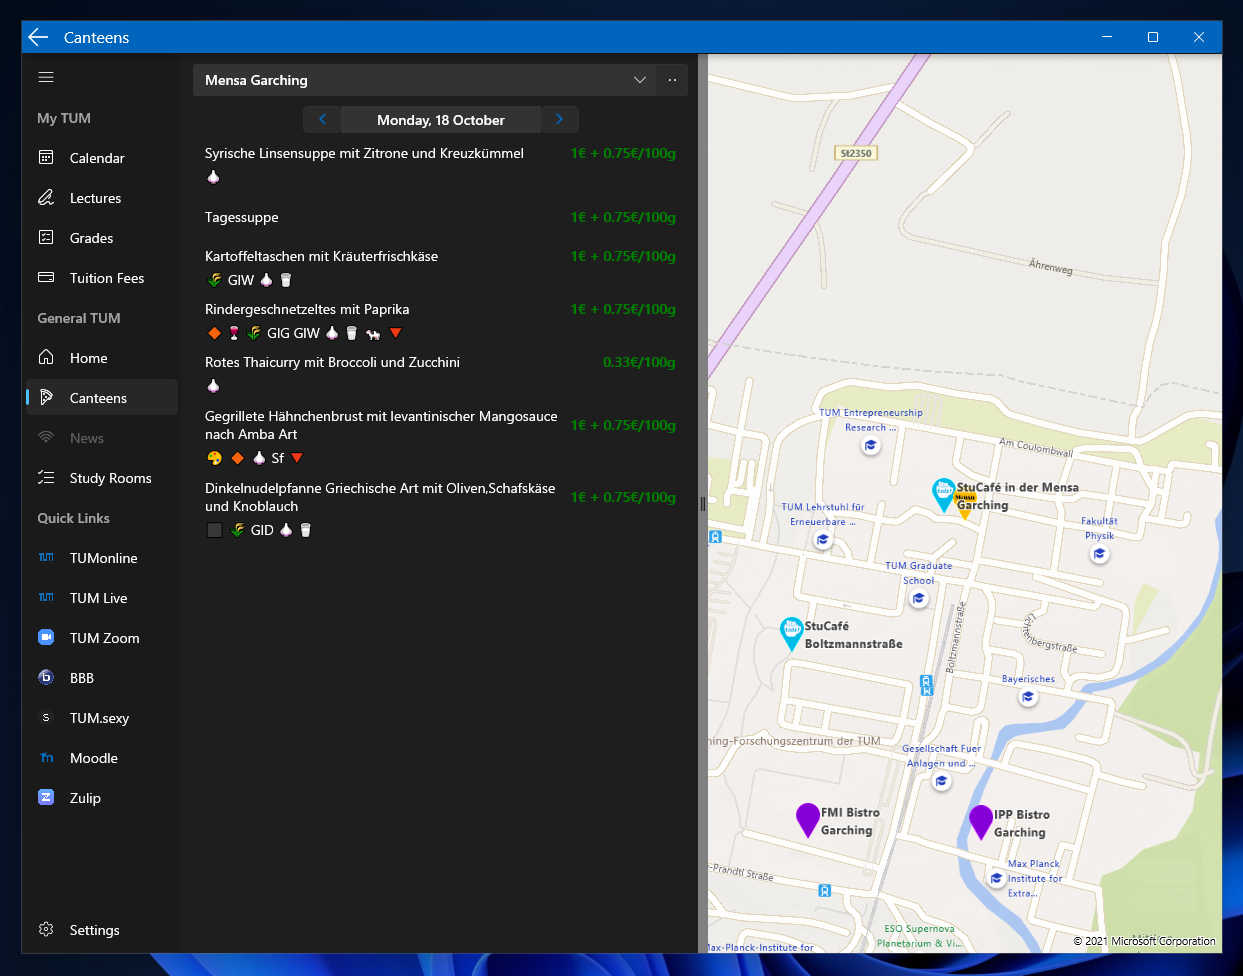 Canteens
Mensa Garching
My TUM
Calendar
Lectures
Grades
Tuition Fees
General TUM
Home
Canteens
News
Study Rooms
Quick Links
TUMonline
TUM Live
TUM Zoom
BBB
TUM.sexy
Moodle
Zulip
Settings
Monday, 18 October
Syrische Linsensuppe mit Zitrone und Kreuzkümmel 1€ + 0.75€/100g
Tagessuppe 1€ + 0.75€/100g
Kartoffeltaschen mit Kräuterfrischkäse 1€ + 0.75€/100g
GIW
Rindergeschnetzeltes mit Paprika 1€ + 0.75€/100g
GIG GIW
Rotes Thaicurry mit Broccoli und Zucchini 0.33€/100g
Gegrillete Hähnchenbrust mit levantinischer Mangosauce
nach Amba Art 1€ + 0.75€/100g
Sf
Dinkelnudelpfanne Griechische Art mit Oliven,Schafskäse
und Knoblauch 1€ + 0.75€/100g
GID
St2350
Ährenweg
TUM Entrepreneurship
Research ...
Am Coulombwall
StuCafé in der Mensa
Garching
Mensa
TUM Lehrstuhl für
Erneuerbare ...
Fakultät
Physik
TUM Graduate
School
StuCafé
Boltzmannstraße
Boltzmannstraße
Lichtenbergstraße
Bayerisches
ning-Forschungszentrum der TUM
Gesellschaft Fuer
Anlagen und ...
FMI Bistro
Garching
IPP Bistro
Garching
Max Planck
Institute for
Extra...
-Prandtl Straße
ESO Supernova
Planetarium & Vi...
Max-Planck-Institute for
© 2021 Microsoft Corporation